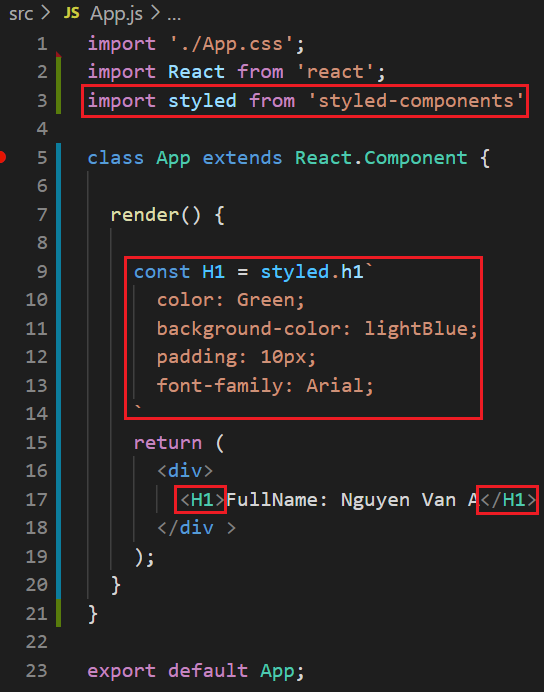 src > JS App.js > ...
1 import './App.css';
2 import React from 'react';
3 import styled from 'styled-components'
4
5 class App extends React.Component {
6
7 render() {
8
9 const H1 = styled.h1`
10 color: Green;
11 background-color: lightBlue;
12 padding: 10px;
13 font-family: Arial;
14 `
15 return (
16 <div>
17 <H1>FullName: Nguyen Van A</H1>
18 </div >
19 );
20 }
21 }
22
23 export default App;